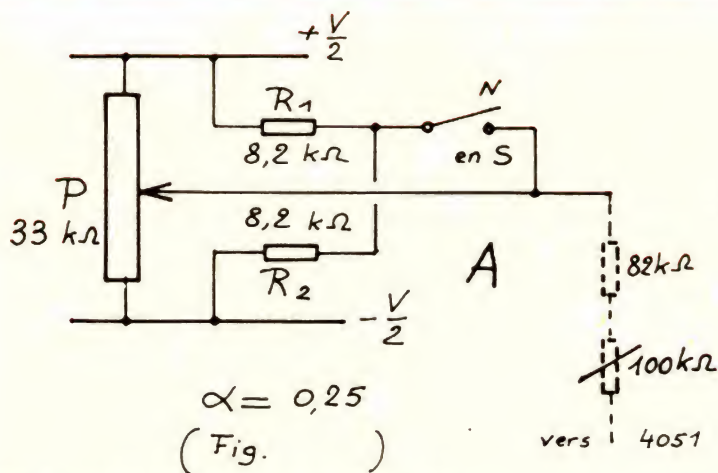 + V/2
R1
8,2 kΩ
N
en S
P
33 kΩ
8,2 kΩ
R2
A
82kΩ
- V/2
100kΩ
α = 0,25
(Fig. )
vers 4051